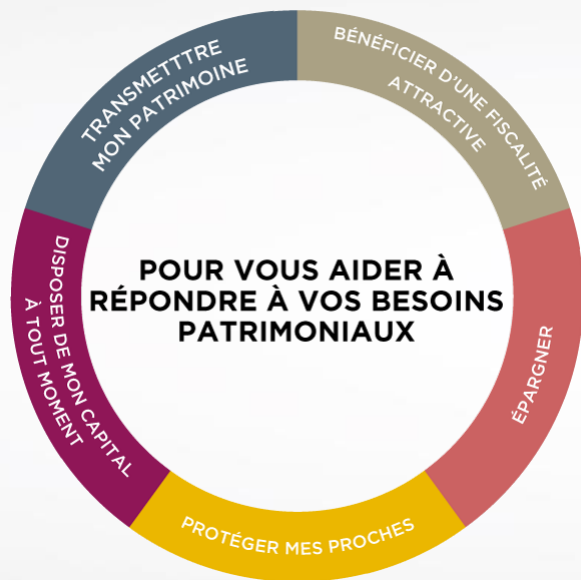 TRANSMETTTRE
MON PATRIMOINE
BÉNÉFICIER D'UNE FISCALITÉ
ATTRACTIVE
POUR VOUS AIDER À
RÉPONDRE À VOS BESOINS
PATRIMONIAUX
DISPOSER DE MON CAPITAL
À TOUT MOMENT
ÉPARGNER
PROTÉGER MES PROCHES